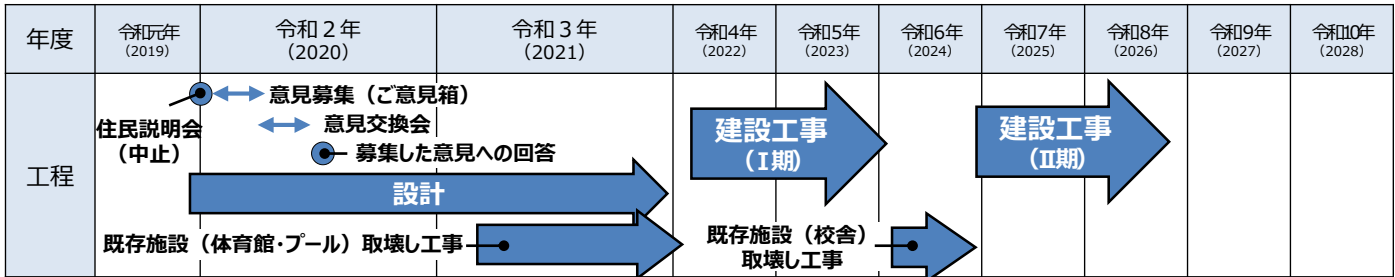 年度
令和元年
(2019)
令和2年
(2020)
令和3年
(2021)
令和4年
(2022)
令和5年
(2023)
令和6年
(2024)
令和7年
(2025)
令和8年
(2026)
令和9年
(2027)
令和10年
(2028)
工程
住民説明会
(中止)
意見募集(ご意見箱)
意見交換会
募集した意見への回答
設計
既存施設(体育館・プール)取壊し工事
建設工事
(Ⅰ期)
既存施設(校舎)
取壊し工事
建設工事
(Ⅱ期)